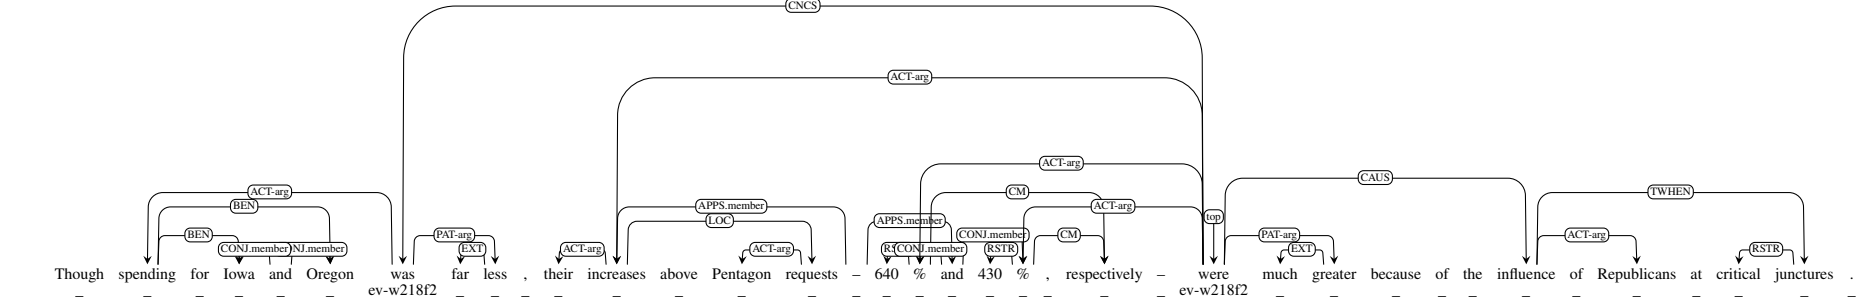 CNCS
ACT-arg
ACT-arg
CAUS
ACT-arg CM TWHEN
BEN APPS.member ACT-arg
LOC APPS.member top
BEN PAT-arg CONJ.member CM PAT-arg ACT-arg
CONJ.member NJ.member EXT ACT-arg ACT-arg RS CONJ.member RSTR EXT RSTR
Though spending for Iowa and Oregon was far less , their increases above Pentagon requests – 640 % and 430 % , respectively – were much greater because of the influence of Republicans at critical junctures .
_ _ _ _ _ _ ev-w218f2 _ _ _ _ _ _ _ _ _ _ _ _ _ _ _ _ _ ev-w218f2 _ _ _ _ _ _ _ _ _ _ _ _